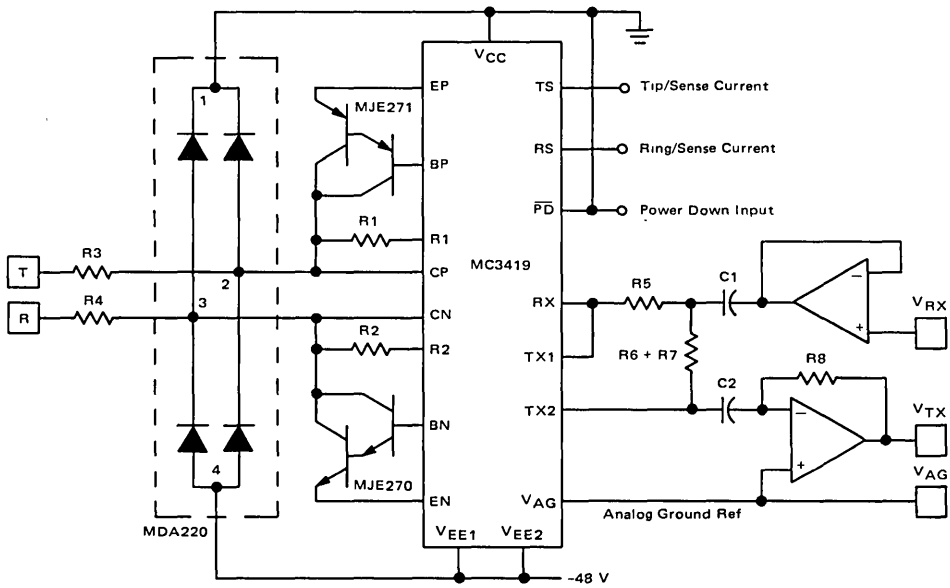 VCC
EP
TS
Tip/Sense Current
1
MJE271
BP
RS
Ring/Sense Current
PD
Power Down Input
R1
R1
MC3419
T
R3
2
CP
R
R4
3
CN
RX
R5
C1
VRX
R2
R2
TX1
R6 + R7
R8
C2
TX2
VTX
BN
4
MJE270
EN
VAG
VAG
Analog Ground Ref
MDA220
VEE1
VEE2
-48 V
−
+
−
+